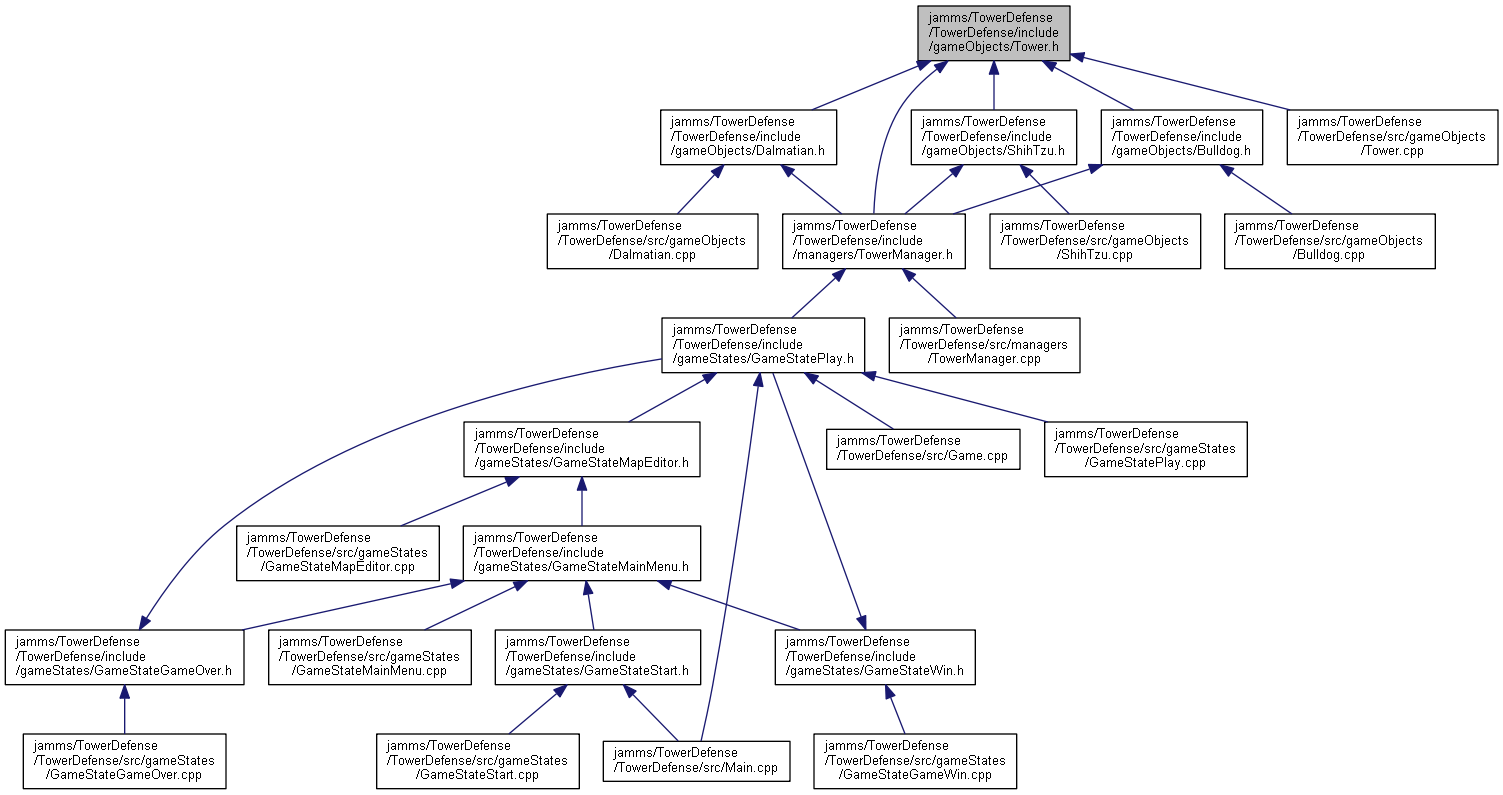 jamms/TowerDefense
/TowerDefense/include
/gameObjects/Tower.h
jamms/TowerDefense
/TowerDefense/include
/gameObjects/Dalmatian.h
jamms/TowerDefense
/TowerDefense/include
/gameObjects/ShihTzu.h
jamms/TowerDefense
/TowerDefense/include
/gameObjects/Bulldog.h
jamms/TowerDefense
/TowerDefense/src/gameObjects
/Tower.cpp
jamms/TowerDefense
/TowerDefense/src/gameObjects
/Dalmatian.cpp
jamms/TowerDefense
/TowerDefense/include
/managers/TowerManager.h
jamms/TowerDefense
/TowerDefense/src/gameObjects
/ShihTzu.cpp
jamms/TowerDefense
/TowerDefense/src/gameObjects
/Bulldog.cpp
jamms/TowerDefense
/TowerDefense/include
/gameStates/GameStatePlay.h
jamms/TowerDefense
/TowerDefense/src/managers
/TowerManager.cpp
jamms/TowerDefense
/TowerDefense/include
/gameStates/GameStateMapEditor.h
jamms/TowerDefense
/TowerDefense/src/Game.cpp
jamms/TowerDefense
/TowerDefense/src/gameStates
/GameStatePlay.cpp
jamms/TowerDefense
/TowerDefense/src/gameStates
/GameStateMapEditor.cpp
jamms/TowerDefense
/TowerDefense/include
/gameStates/GameStateMainMenu.h
jamms/TowerDefense
/TowerDefense/include
/gameStates/GameStateGameOver.h
jamms/TowerDefense
/TowerDefense/src/gameStates
/GameStateMainMenu.cpp
jamms/TowerDefense
/TowerDefense/include
/gameStates/GameStateStart.h
jamms/TowerDefense
/TowerDefense/include
/gameStates/GameStateWin.h
jamms/TowerDefense
/TowerDefense/src/gameStates
/GameStateGameOver.cpp
jamms/TowerDefense
/TowerDefense/src/gameStates
/GameStateStart.cpp
jamms/TowerDefense
/TowerDefense/src/Main.cpp
jamms/TowerDefense
/TowerDefense/src/gameStates
/GameStateGameWin.cpp